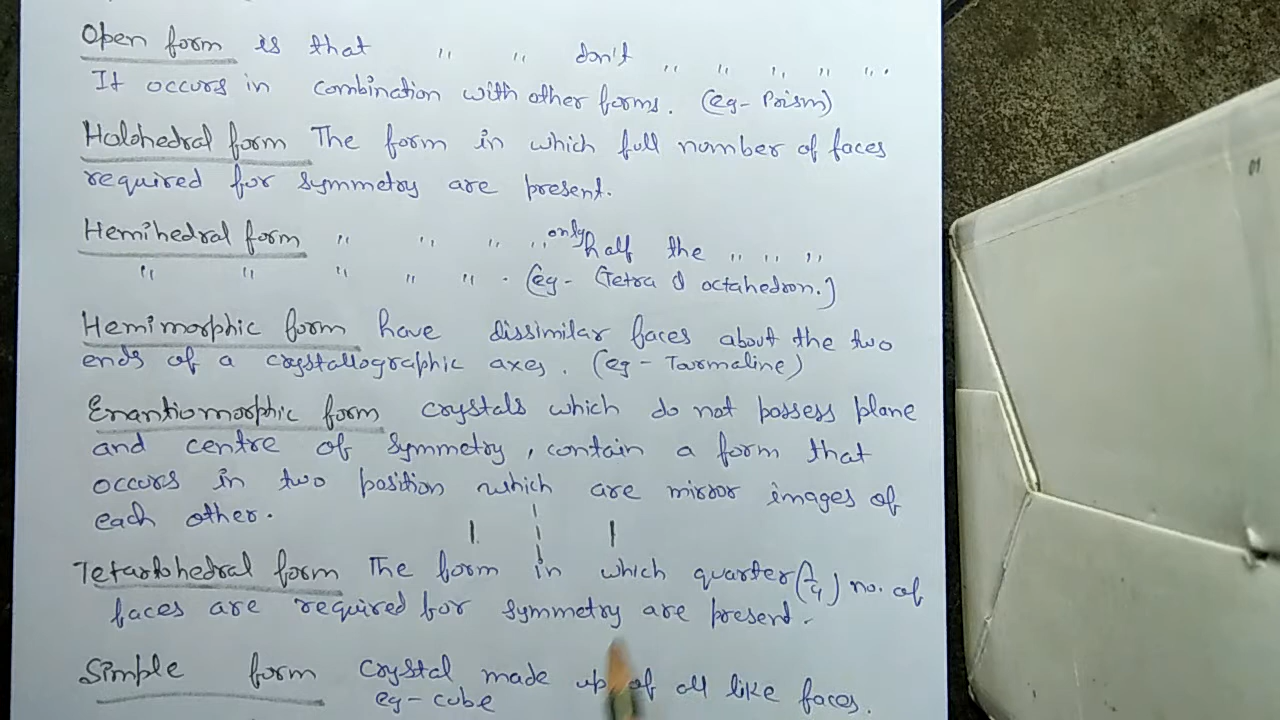 Open form is that " " don't " " " " ".
It occurs in combination with other forms. (eg- Prism)
Holohedral form The form in which full number of faces
required for symmetry are present.
Hemihedral form " " " " only half the " " "
" " " " " . (eg- (Tetra & octahedron.)
Hemimorphic form have dissimilar faces about the two
ends of a crystallographic axes. (eg- Tourmaline)
Enantiomorphic form crystals which do not possess plane
and centre of symmetry, contain a form that
occurs in two position which are mirror images of
each other.
Tetartohedral form The form in which quarter (1/4) no. of
faces are required for symmetry are present.
Simple form crystal made up of all like faces.
eg- cube